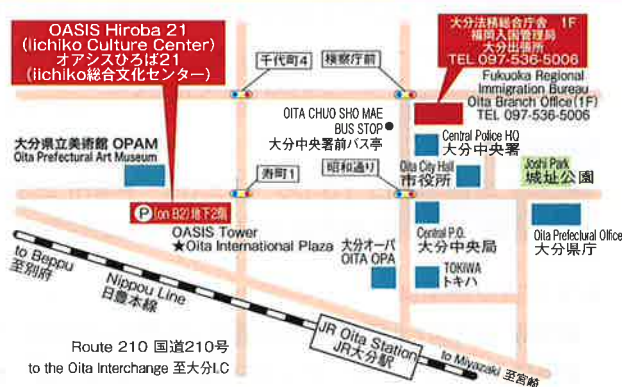 OASIS Hiroba 21
(iichiko Culture Center)
オアシスひろば21
(iichiko総合文化センター)
千代町4
検察庁前
大分法務総合庁舎 1F
福岡入国管理局
大分出張所
TEL 097-536-5006
Fukuoka Regional
Immigration Bureau
Oita Branch Office(1F)
TEL 097-536-5006
OITA CHUO SHO MAE
BUS STOP
大分中央署前バス亭
Central Police HQ
大分中央署
大分県立美術館 OPAM
Oita Prefectural Art Museum
寿町1
昭和通り
Oita City Hall
市役所
Joshi Park
城址公園
P (on B2)地下2階
OASIS Tower
★Oita International Plaza
大分オーパ
OITA OPA
Central P.O.
大分中央局
TOKIWA
トキハ
Oita Prefectural Office
大分県庁
to Beppu
至別府
Nippou Line
日豊本線
JR Oita Station
JR大分駅
to Miyazaki 至宮崎
Route 210 国道210号
to the Oita Interchange 至大分I.C